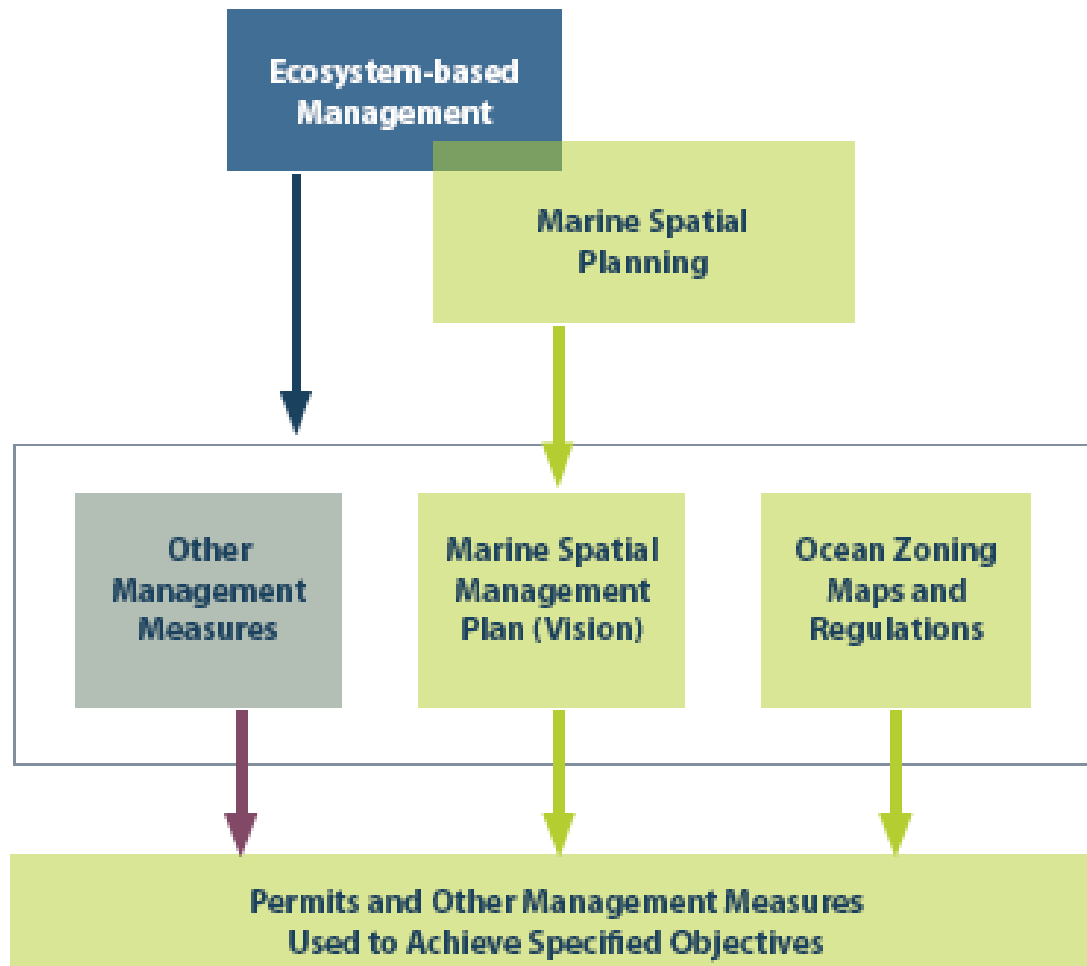 Ecosystem-based
Management
Marine Spatial
Planning
Other
Management
Measures
Marine Spatial
Management
Plan (Vision)
Ocean Zoning
Maps and
Regulations
Permits and Other Management Measures
Used to Achieve Specified Objectives